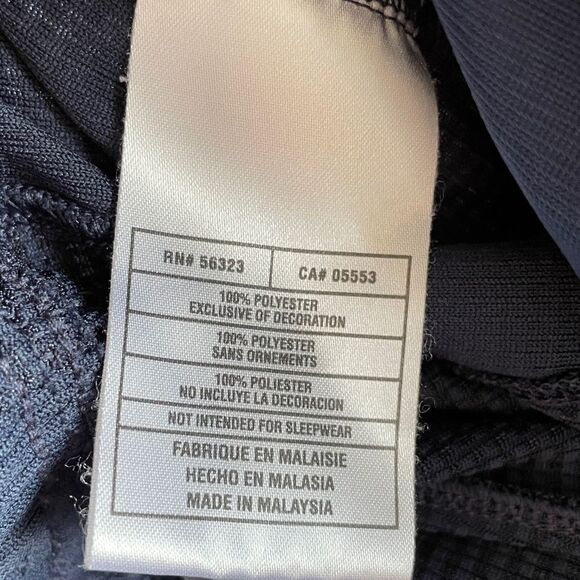 RN# 56323 CA# 05553
100% POLYESTER
EXCLUSIVE OF DECORATION
100% POLYESTER
SANS ORNEMENTS
100% POLIESTER
NO INCLUYE LA DECORACION
NOT INTENDED FOR SLEEPWEAR
FABRIQUE EN MALAISIE
HECHO EN MALASIA
MADE IN MALAYSIA